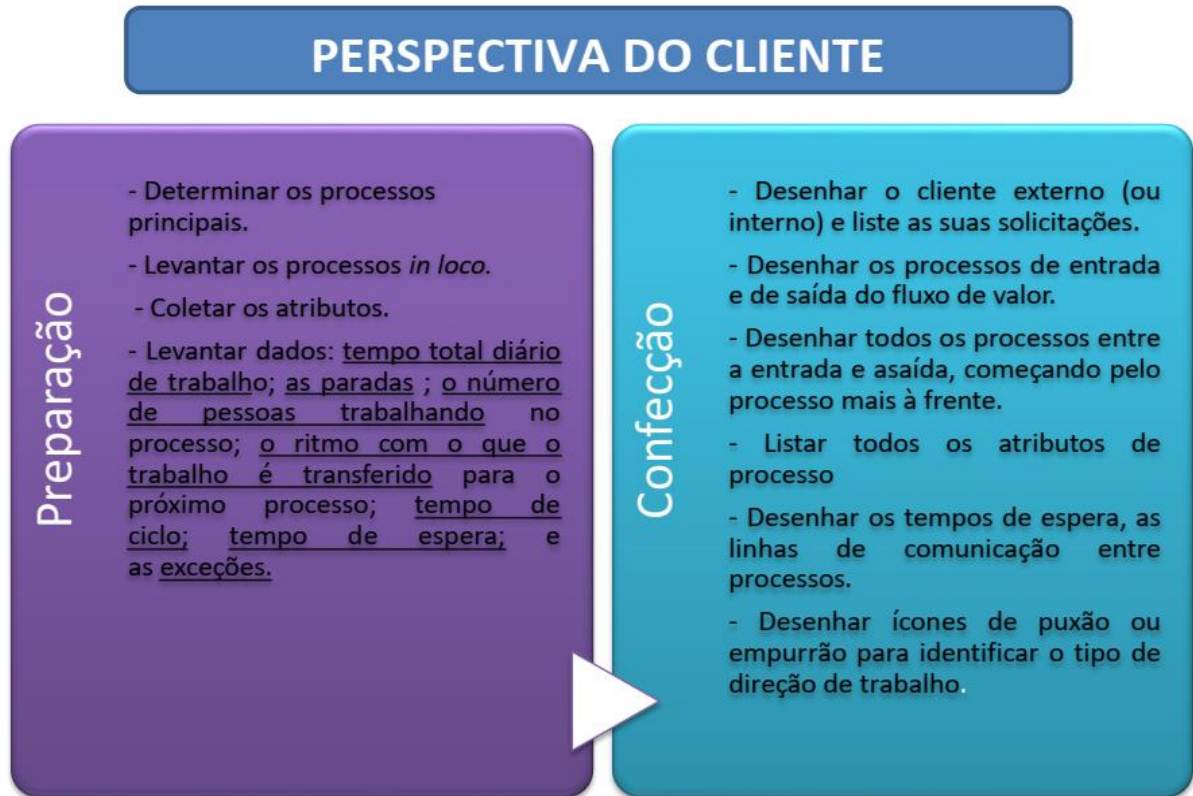 PERSPECTIVA DO CLIENTE
Preparação
- Determinar os processos
principais.
- Levantar os processos in loco.
- Coletar os atributos.
- Levantar dados: tempo total diário
de trabalho; as paradas ; o número
de pessoas trabalhando no
processo; o ritmo com o que o
trabalho é transferido para o
próximo processo; tempo de
ciclo; tempo de espera; e
as exceções.
Confecção
- Desenhar o cliente externo (ou
interno) e liste as suas solicitações.
- Desenhar os processos de entrada
e de saída do fluxo de valor.
- Desenhar todos os processos entre
a entrada e asaída, começando pelo
processo mais à frente.
- Listar todos os atributos de
processo
- Desenhar os tempos de espera, as
linhas de comunicação entre
processos.
- Desenhar ícones de puxão ou
empurrão para identificar o tipo de
direção de trabalho.